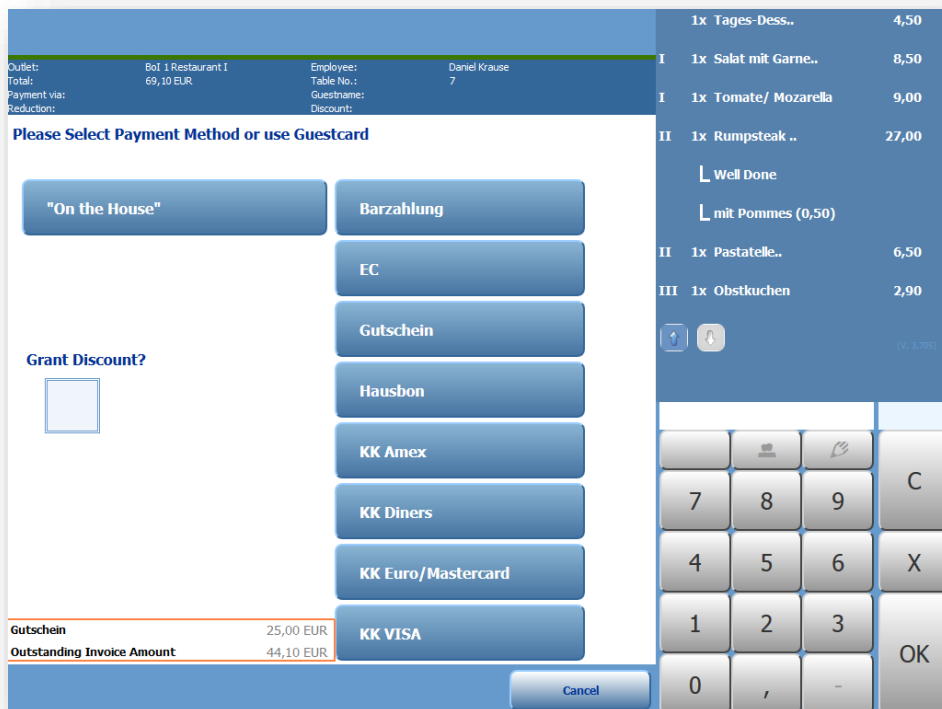 Outlet: BoI 1 Restaurant I Employee: Daniel Krause
Total: 69,10 EUR Table No.: 7
Payment via: Guestname:
Reduction: Discount:
Please Select Payment Method or use Guestcard
"On the House"
Barzahlung
EC
Gutschein
Hausbon
KK Amex
KK Diners
KK Euro/Mastercard
KK VISA
Grant Discount?
Gutschein 25,00 EUR
Outstanding Invoice Amount 44,10 EUR
Cancel
1x Tages-Dess.. 4,50
I 1x Salat mit Garne.. 8,50
I 1x Tomate/ Mozarella 9,00
II 1x Rumpsteak .. 27,00
Well Done
mit Pommes (0,50)
II 1x Pastatelle.. 6,50
III 1x Obstkuchen 2,90
7 8 9 C
4 5 6 X
1 2 3 OK
0 , -